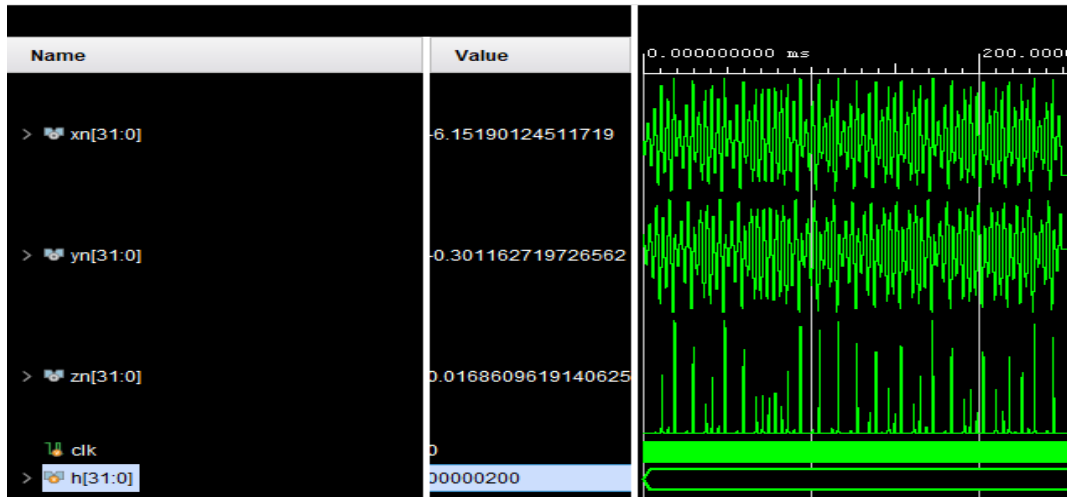 Name Value
0.000000000 ms 200.000
xn[31:0] -6.15190124511719
yn[31:0] -0.301162719726562
zn[31:0] 0.0168609619140625
clk 0
h[31:0] 00000200